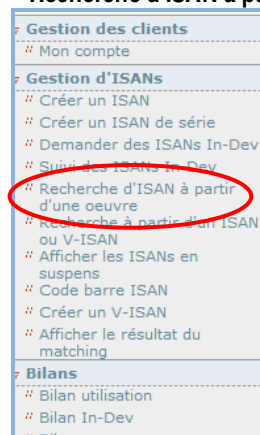 Gestion des clients
Mon compte
Gestion d'ISANs
Créer un ISAN
Créer un ISAN de série
Demander des ISANs In-Dev
Suivi des ISANs In-Dev
Recherche d'ISAN à partir
d'une oeuvre
Recherche à partir d'un ISAN
ou V-ISAN
Afficher les ISANs en
suspens
Code barre ISAN
Créer un V-ISAN
Afficher le résultat du
matching
Bilans
Bilan utilisation
Bilan In-Dev